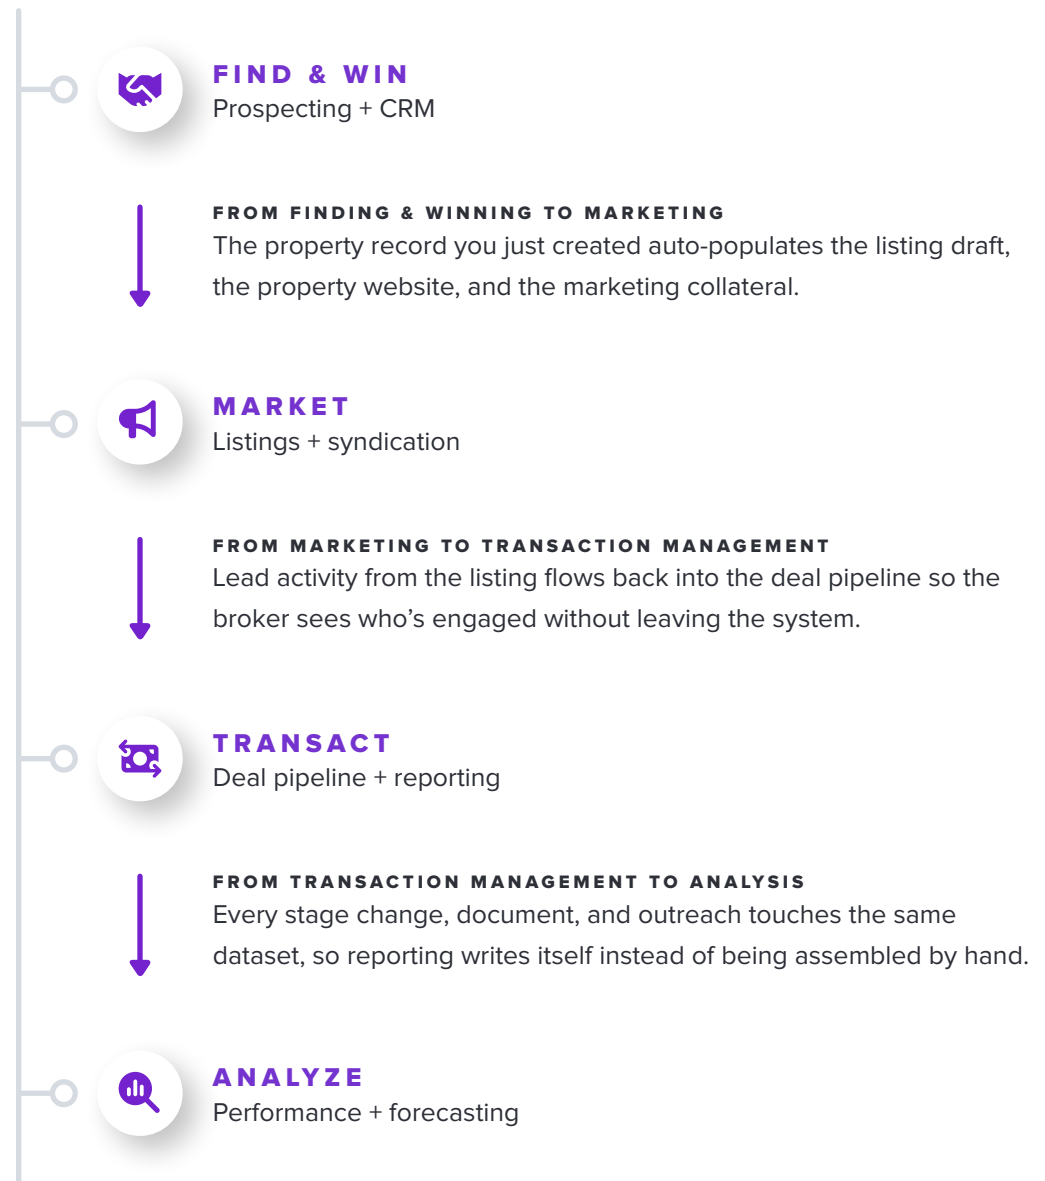 FIND & WIN
Prospecting + CRM
FROM FINDING & WINNING TO MARKETING
The property record you just created auto-populates the listing draft,
the property website, and the marketing collateral.
MARKET
Listings + syndication
FROM MARKETING TO TRANSACTION MANAGEMENT
Lead activity from the listing flows back into the deal pipeline so the
broker sees who’s engaged without leaving the system.
TRANSACT
Deal pipeline + reporting
FROM TRANSACTION MANAGEMENT TO ANALYSIS
Every stage change, document, and outreach touches the same
dataset, so reporting writes itself instead of being assembled by hand.
ANALYZE
Performance + forecasting